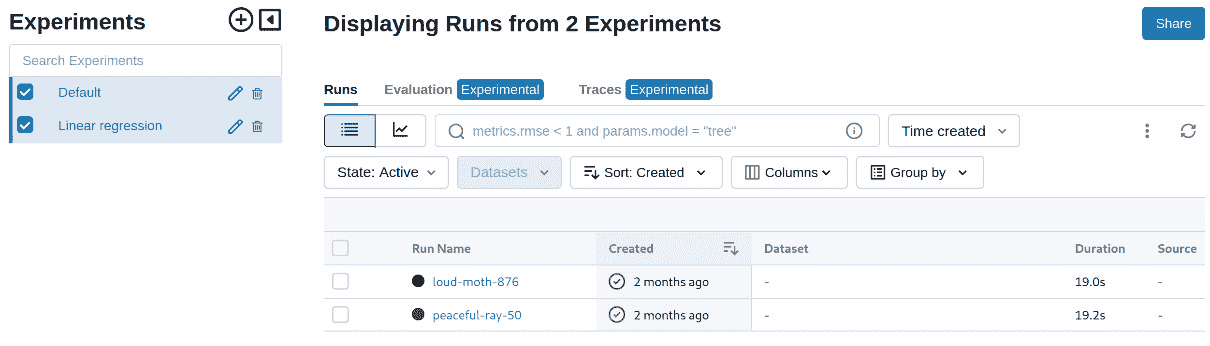 Experiments
Search Experiments
Default
Linear regression
Displaying Runs from 2 Experiments
Share
Runs Evaluation Experimental Traces Experimental
metrics.rmse < 1 and params.model = "tree" Time created
State: Active Datasets Sort: Created Columns Group by
Run Name Created Dataset Duration Source
loud-moth-876 2 months ago - 19.0s -
peaceful-ray-50 2 months ago - 19.2s -